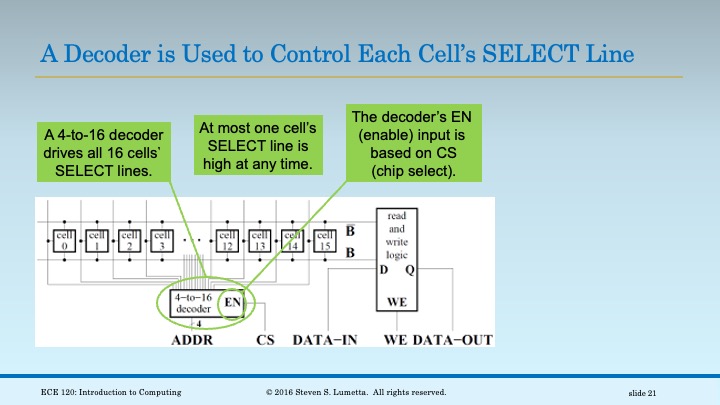 A Decoder is Used to Control Each Cell's SELECT Line
A 4-to-16 decoder
drives all 16 cells'
SELECT lines.
At most one cell's
SELECT line is
high at any time.
The decoder's EN
(enable) input is
based on CS
(chip select).
cell 0
cell 1
cell 2
cell 3
...
cell 12
cell 13
cell 14
cell 15
B̅
B
read
and
write
logic
D Q
WE
4-to-16
decoder
EN
4
ADDR CS DATA-IN WE DATA-OUT
ECE 120: Introduction to Computing
© 2016 Steven S. Lumetta. All rights reserved.
slide 21